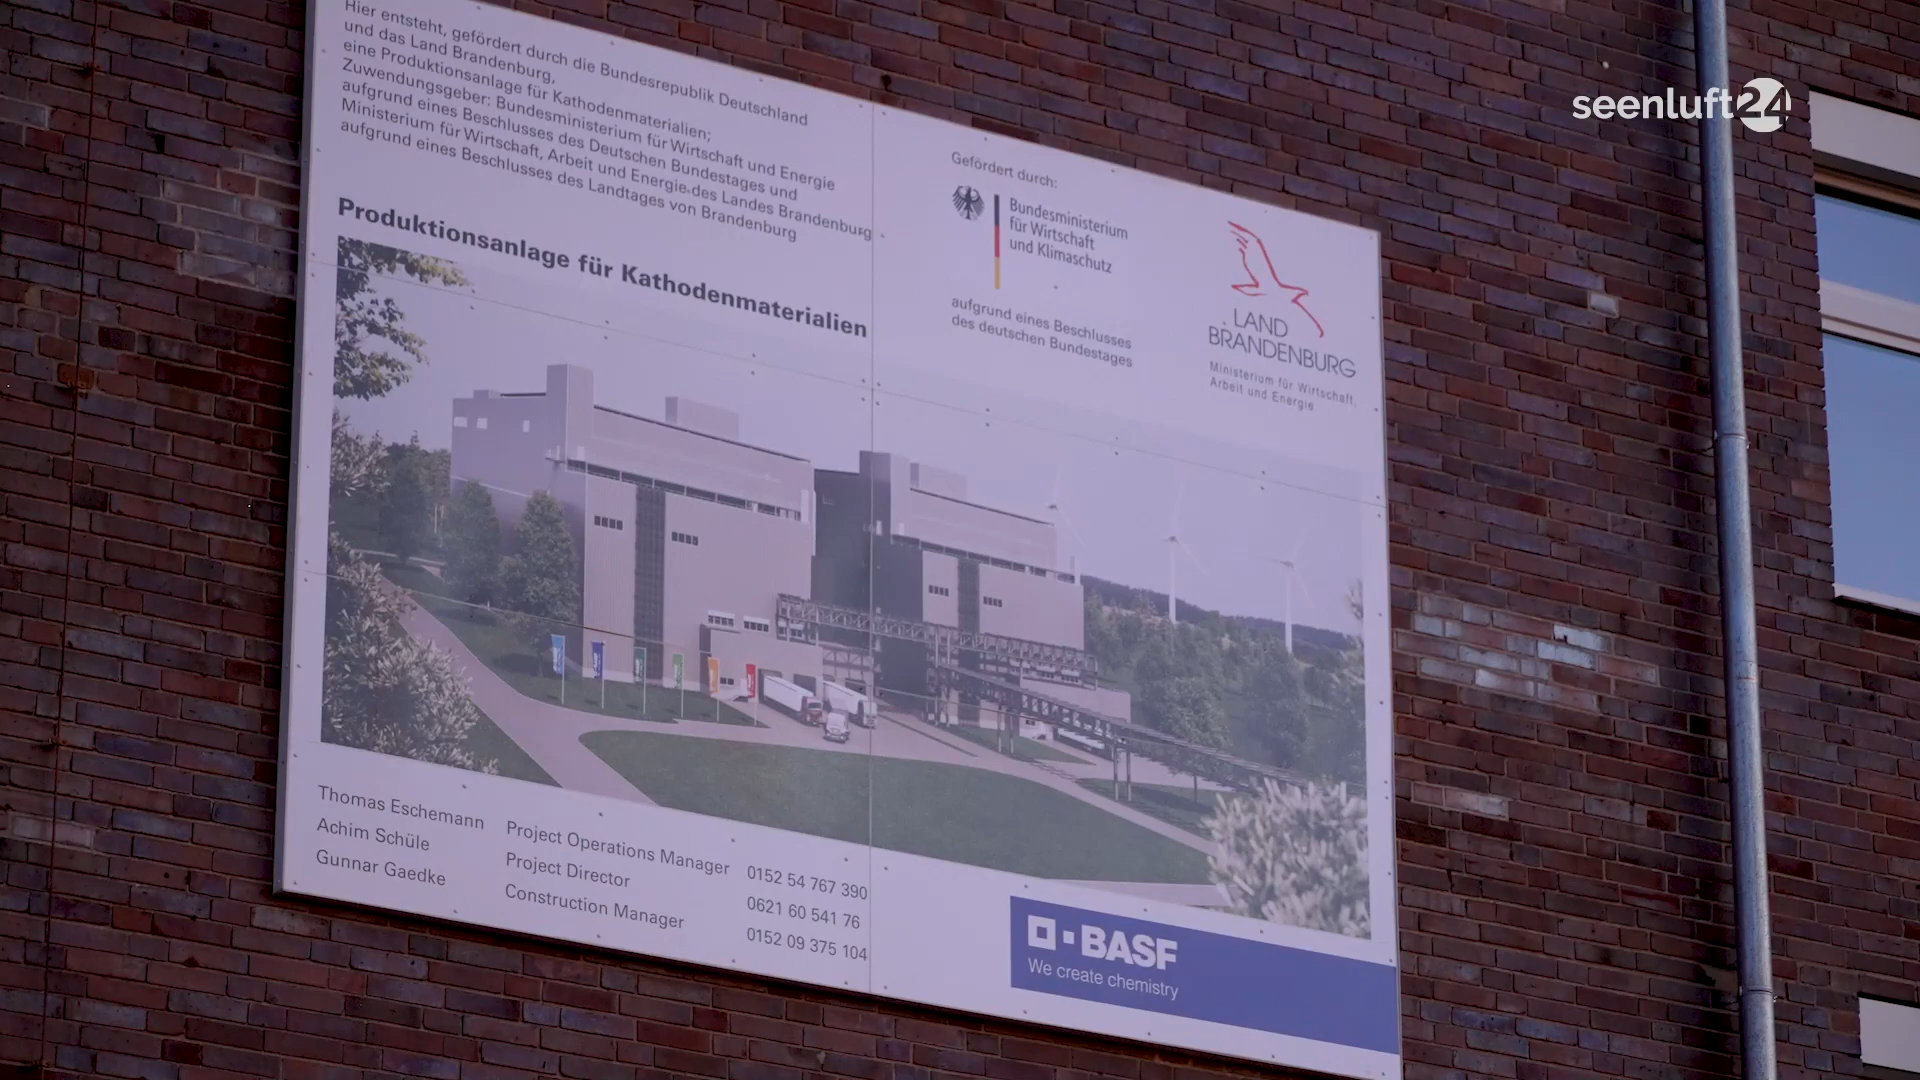 Hier entsteht, gefördert durch die Bundesrepublik Deutschland
und das Land Brandenburg,
eine Produktionsanlage für Kathodenmaterialien;
Zuwendungsgeber: Bundesministerium für Wirtschaft und Energie
aufgrund eines Beschlusses des Deutschen Bundestages und
Ministerium für Wirtschaft, Arbeit und Energie des Landes Brandenburg
aufgrund eines Beschlusses des Landtages von Brandenburg
Produktionsanlage für Kathodenmaterialien
Gefördert durch:
Bundesministerium
für Wirtschaft
und Klimaschutz
aufgrund eines Beschlusses
des deutschen Bundestages
LAND
BRANDENBURG
Ministerium für Wirtschaft,
Arbeit und Energie
seenluft24
Thomas Eschemann Project Operations Manager 0152 54 767 390
Achim Schüle Project Director 0621 60 541 76
Gunnar Gaedke Construction Manager 0152 09 375 104
BASF
We create chemistry